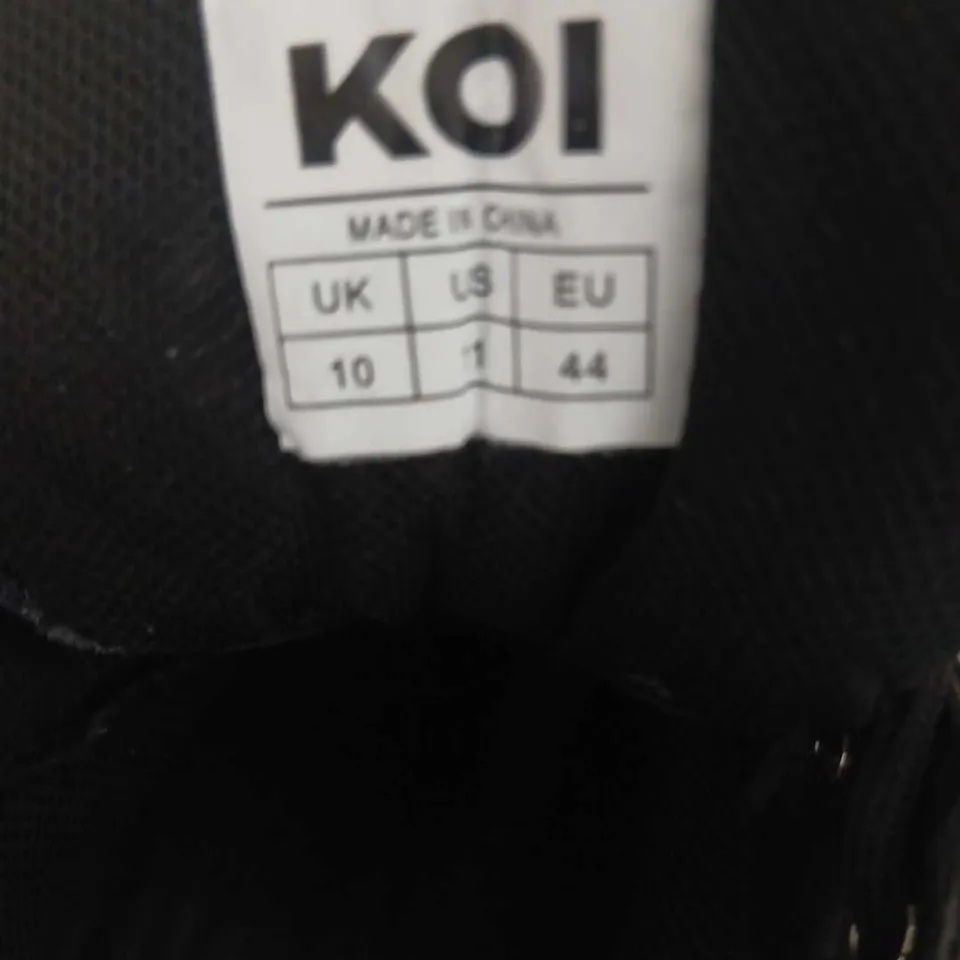 KOI
MADE IN CHINA
UK US EU
10 11 44